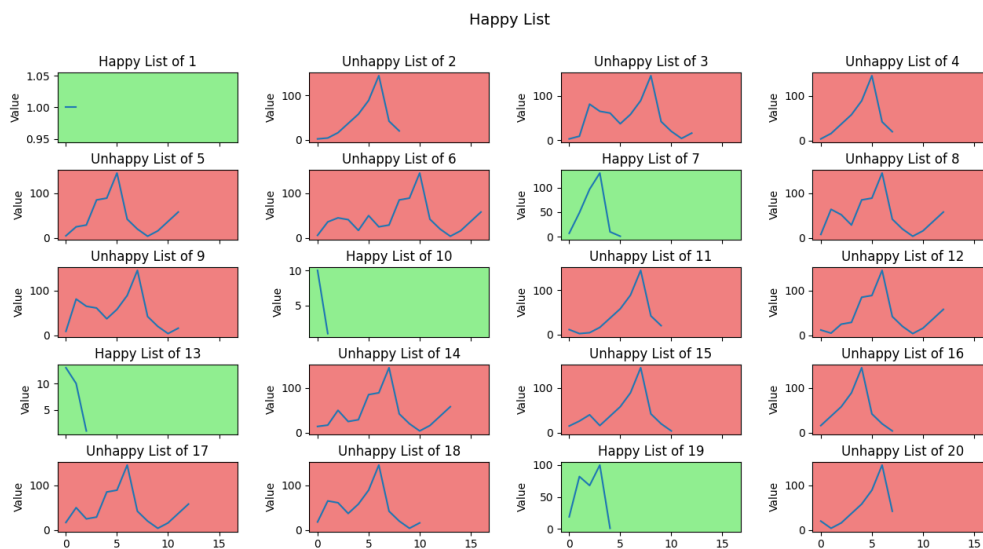 Happy List
Happy List of 1
Unhappy List of 2
Unhappy List of 3
Unhappy List of 4
Value
1.05
1.00
0.95
Value
100
0
Value
100
0
Value
100
0
Unhappy List of 5
Unhappy List of 6
Happy List of 7
Unhappy List of 8
Value
100
0
Value
100
0
Value
100
50
0
Value
100
0
Unhappy List of 9
Happy List of 10
Unhappy List of 11
Unhappy List of 12
Value
100
0
Value
10
5
Value
100
0
Value
100
0
Happy List of 13
Unhappy List of 14
Unhappy List of 15
Unhappy List of 16
Value
10
5
Value
100
0
Value
100
0
Value
100
0
Unhappy List of 17
Unhappy List of 18
Happy List of 19
Unhappy List of 20
Value
100
0
Value
100
0
Value
100
50
0
Value
100
0
0 5 10 15
0 5 10 15
0 5 10 15
0 5 10 15